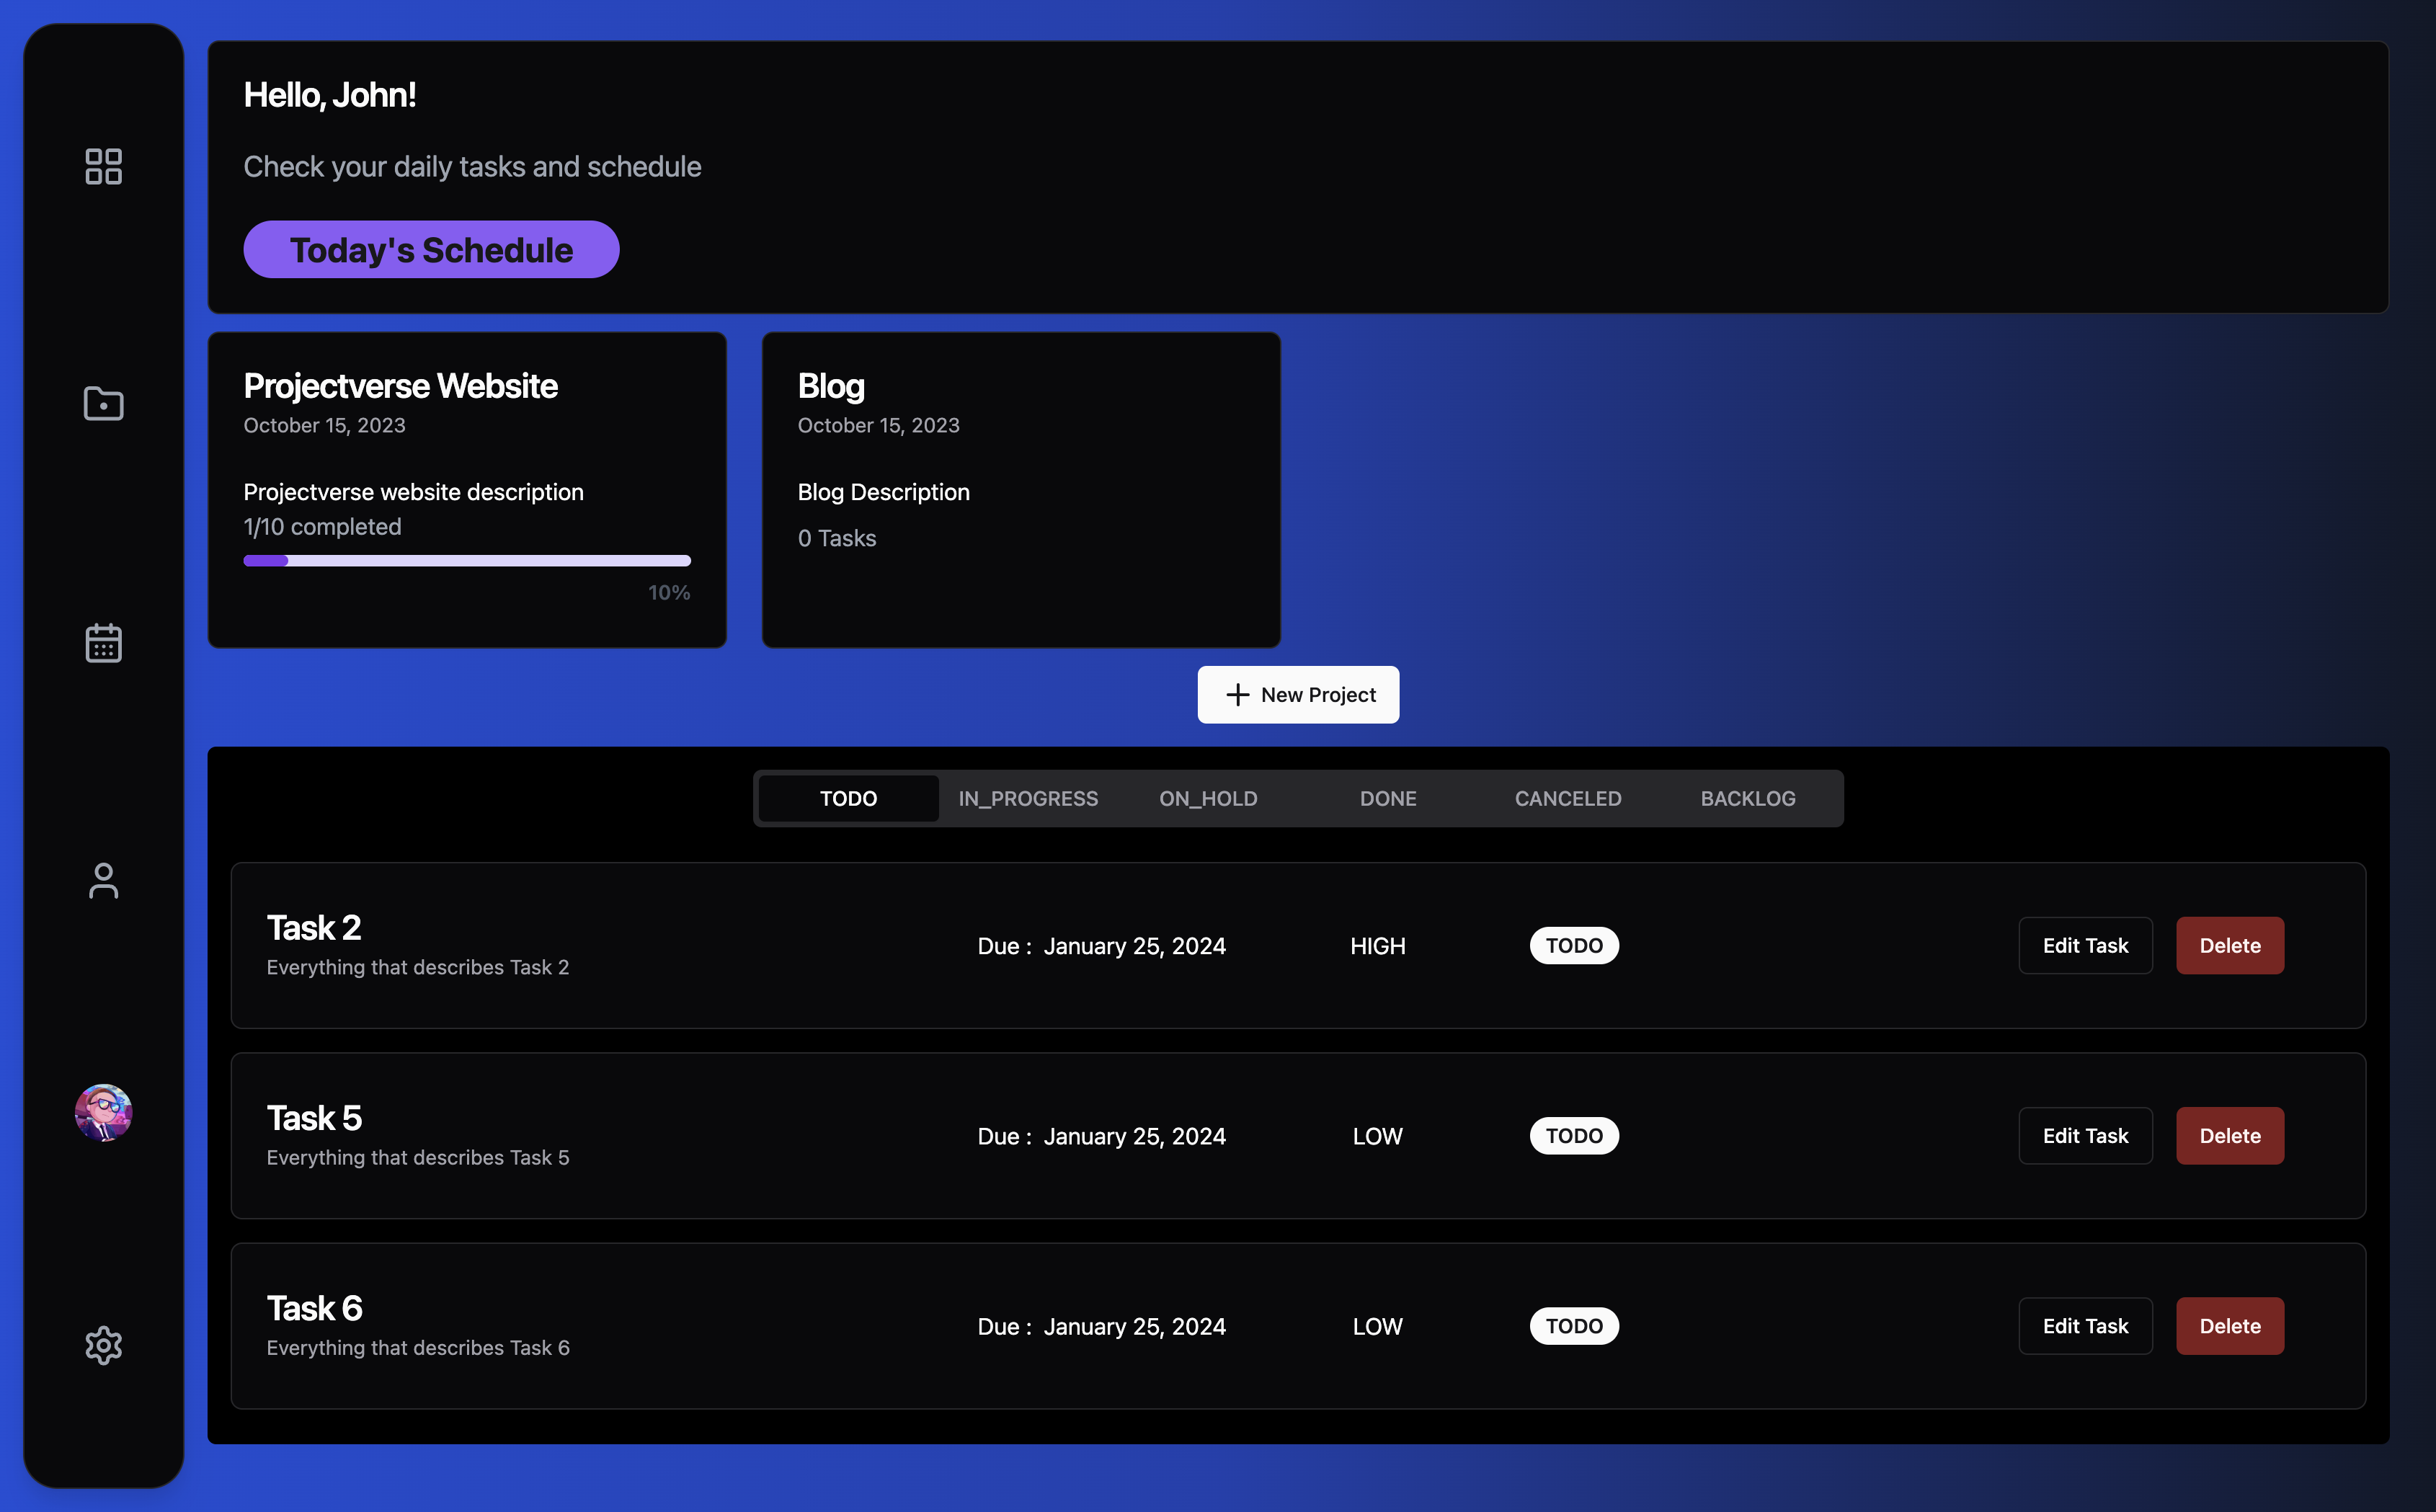 Hello, John!
Check your daily tasks and schedule
Today's Schedule
Projectverse Website
October 15, 2023
Projectverse website description
1/10 completed
10%
Blog
October 15, 2023
Blog Description
0 Tasks
New Project
TODO IN_PROGRESS ON_HOLD DONE CANCELED BACKLOG
Task 2
Everything that describes Task 2
Due : January 25, 2024 HIGH TODO Edit Task Delete
Task 5
Everything that describes Task 5
Due : January 25, 2024 LOW TODO Edit Task Delete
Task 6
Everything that describes Task 6
Due : January 25, 2024 LOW TODO Edit Task Delete